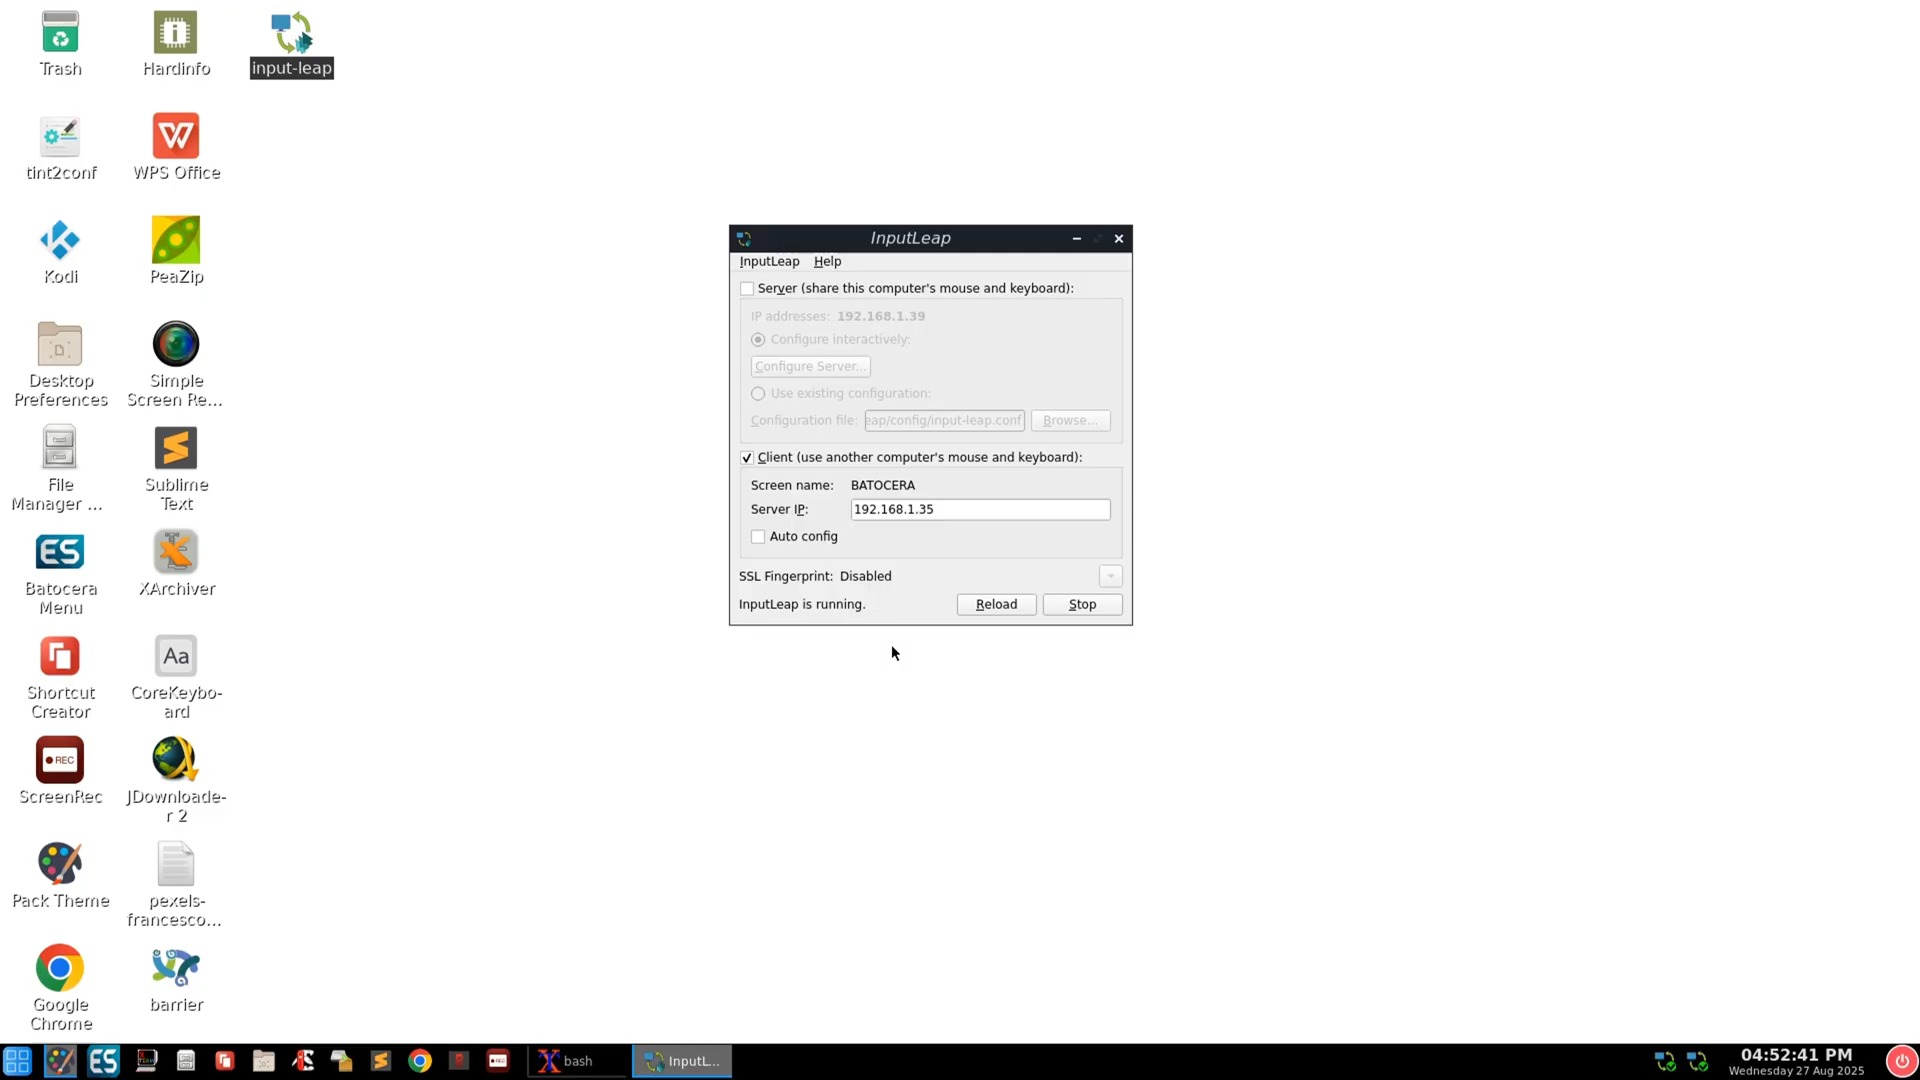 Trash
Hardinfo
input-leap
tint2conf
WPS Office
Kodi
PeaZip
Desktop
Preferences
Simple
Screen Re...
File
Manager ...
Sublime
Text
Batocera
Menu
XArchiver
Shortcut
Creator
Aa
CoreKeybo-
ard
REC
ScreenRec
JDownloade-
r 2
Pack Theme
pexels-
francesco...
Google
Chrome
barrier
ES
InputLeap
InputLeap Help
Server (share this computer's mouse and keyboard):
IP addresses: 192.168.1.39
Configure interactively:
Configure Server...
Use existing configuration:
Configuration file: eap/config/input-leap.conf Browse...
Client (use another computer's mouse and keyboard):
Screen name: BATOCERA
Server IP: 192.168.1.35
Auto config
SSL Fingerprint: Disabled
InputLeap is running. Reload Stop
ES
REC
bash
InputL...
04:52:41 PM
Wednesday 27 Aug 2025